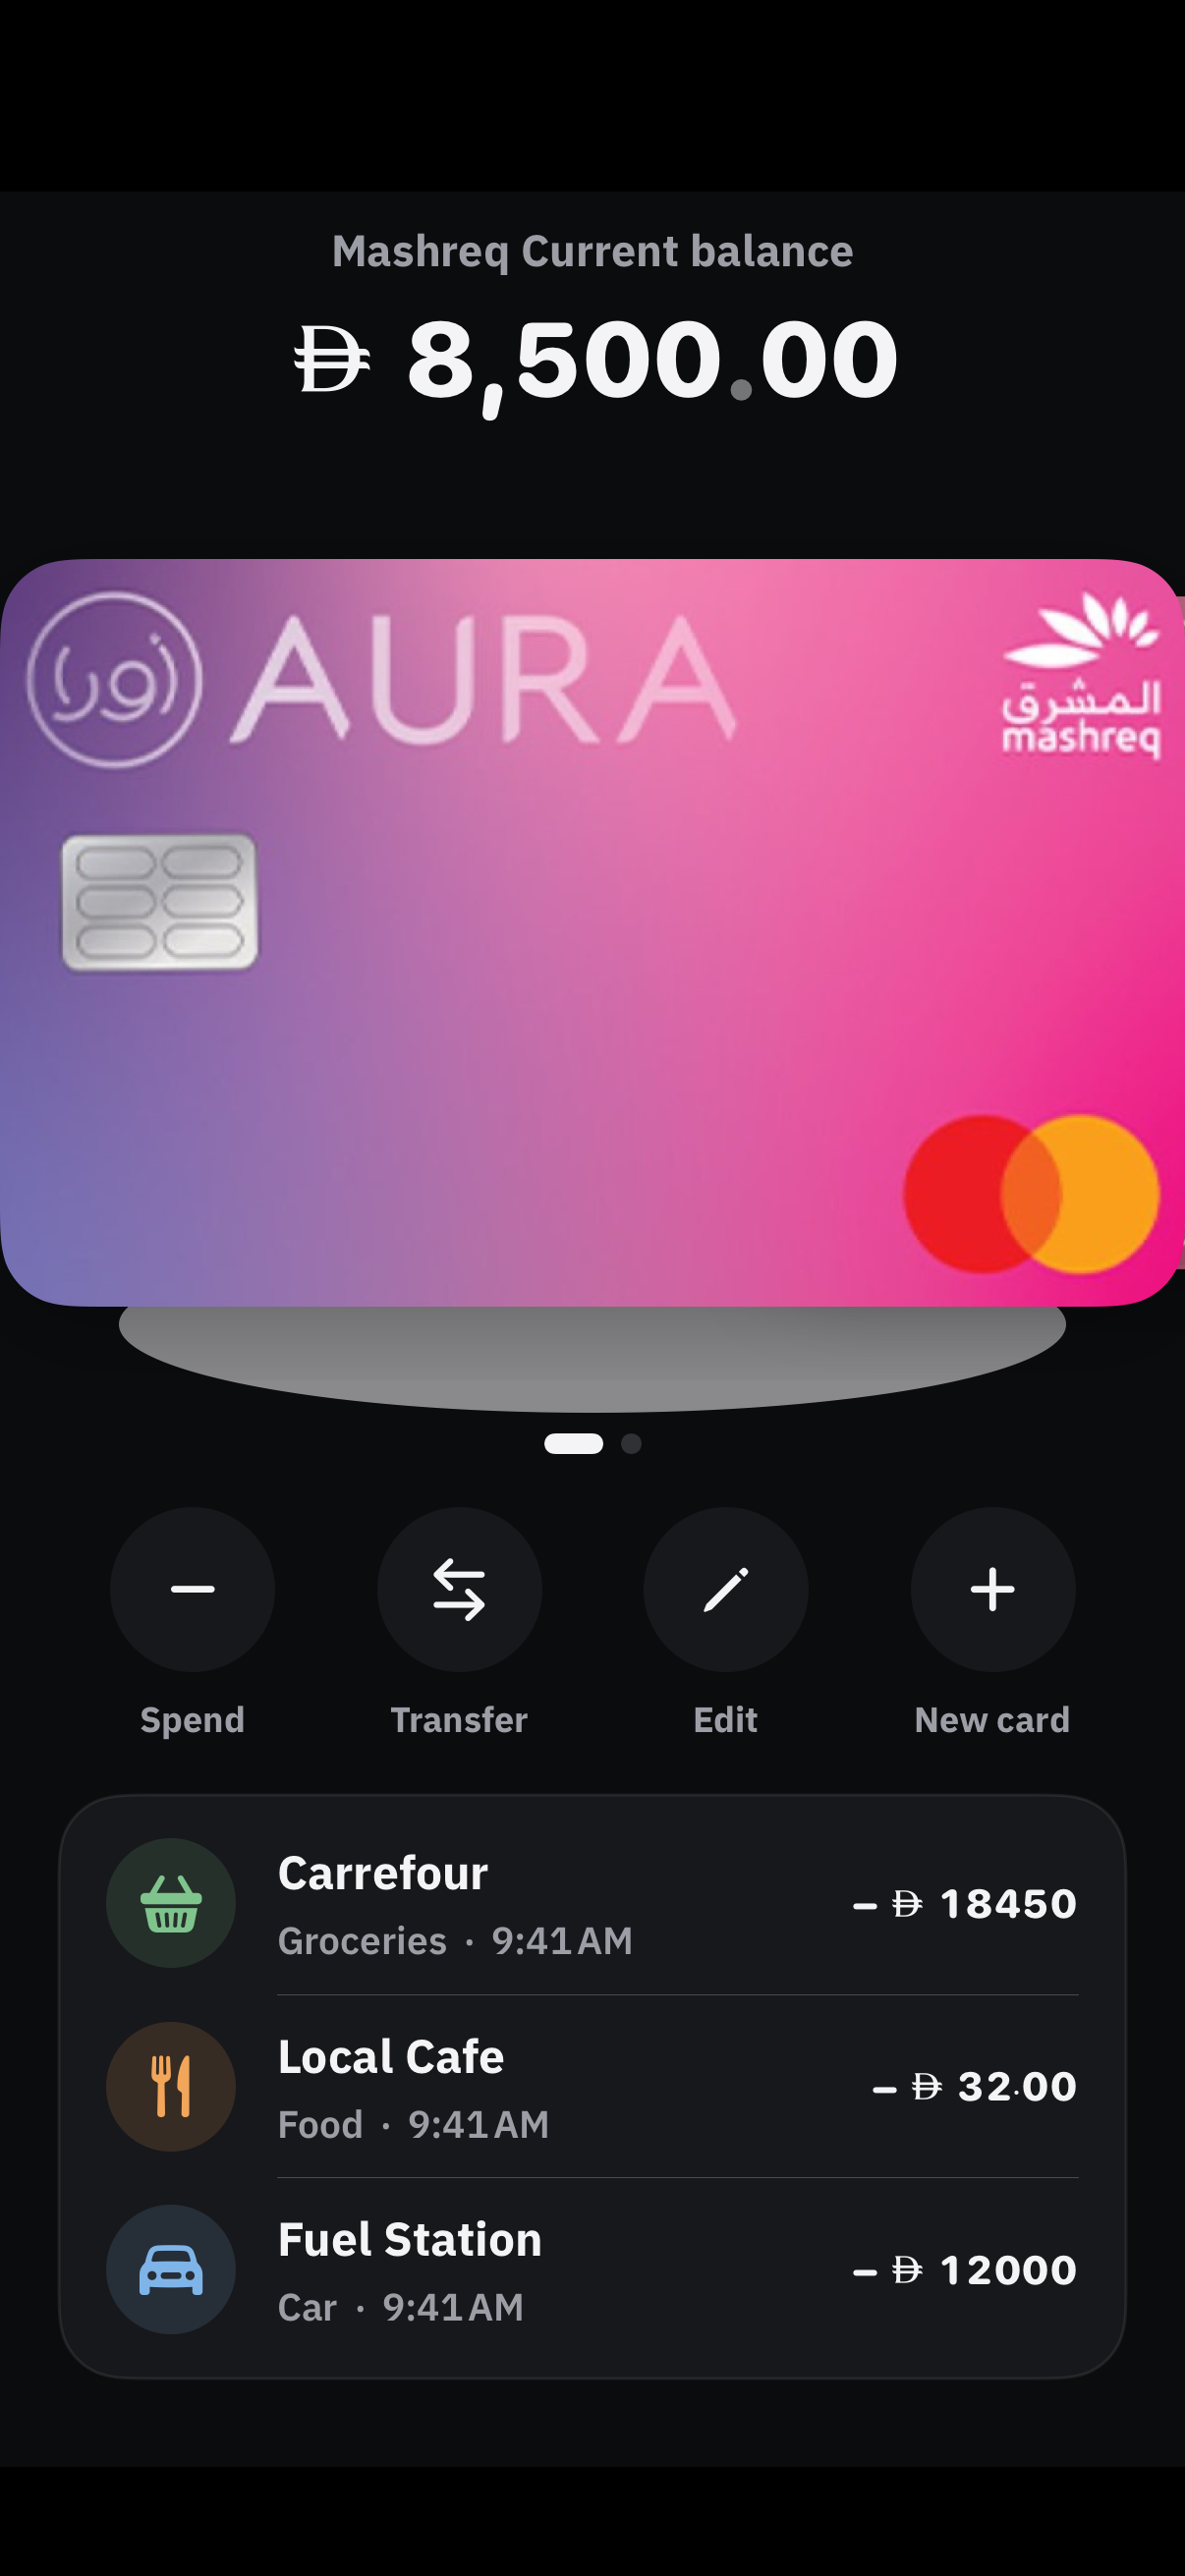 Mashreq Current balance
 8,500.00
AURA
المشرق
mashreq
Spend
Transfer
Edit
New card
Carrefour
– 18450
Groceries · 9:41 AM
Local Cafe
– 32.00
Food · 9:41 AM
Fuel Station
– 12000
Car · 9:41 AM